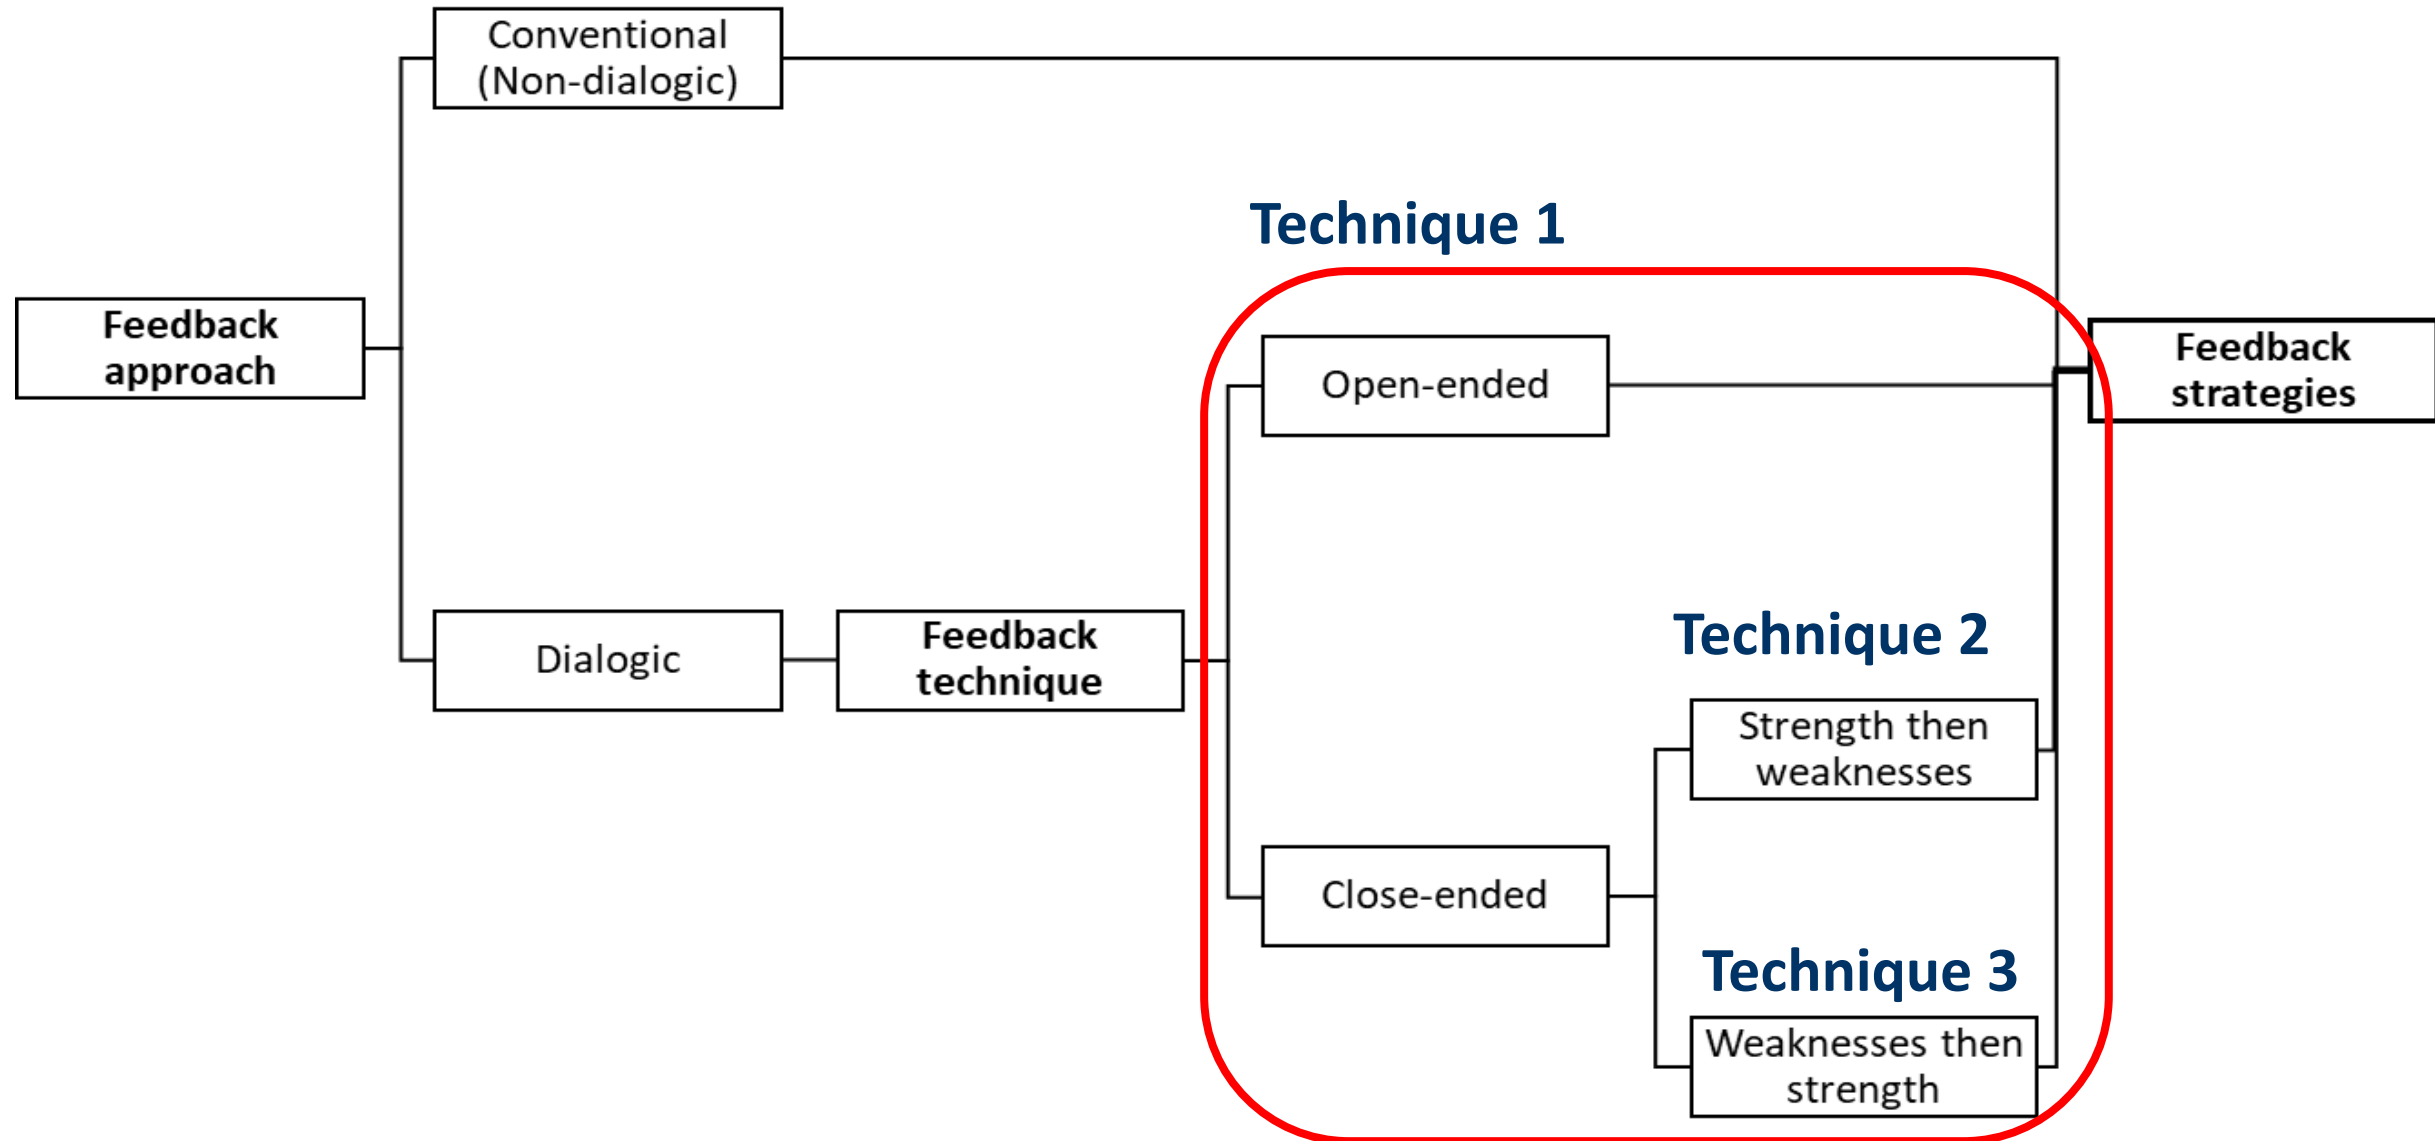 Conventional
(Non-dialogic)
Technique 1
Feedback
approach
Open-ended
Feedback
strategies
Dialogic
Feedback
technique
Technique 2
Strength then
weaknesses
Close-ended
Technique 3
Weaknesses then
strength